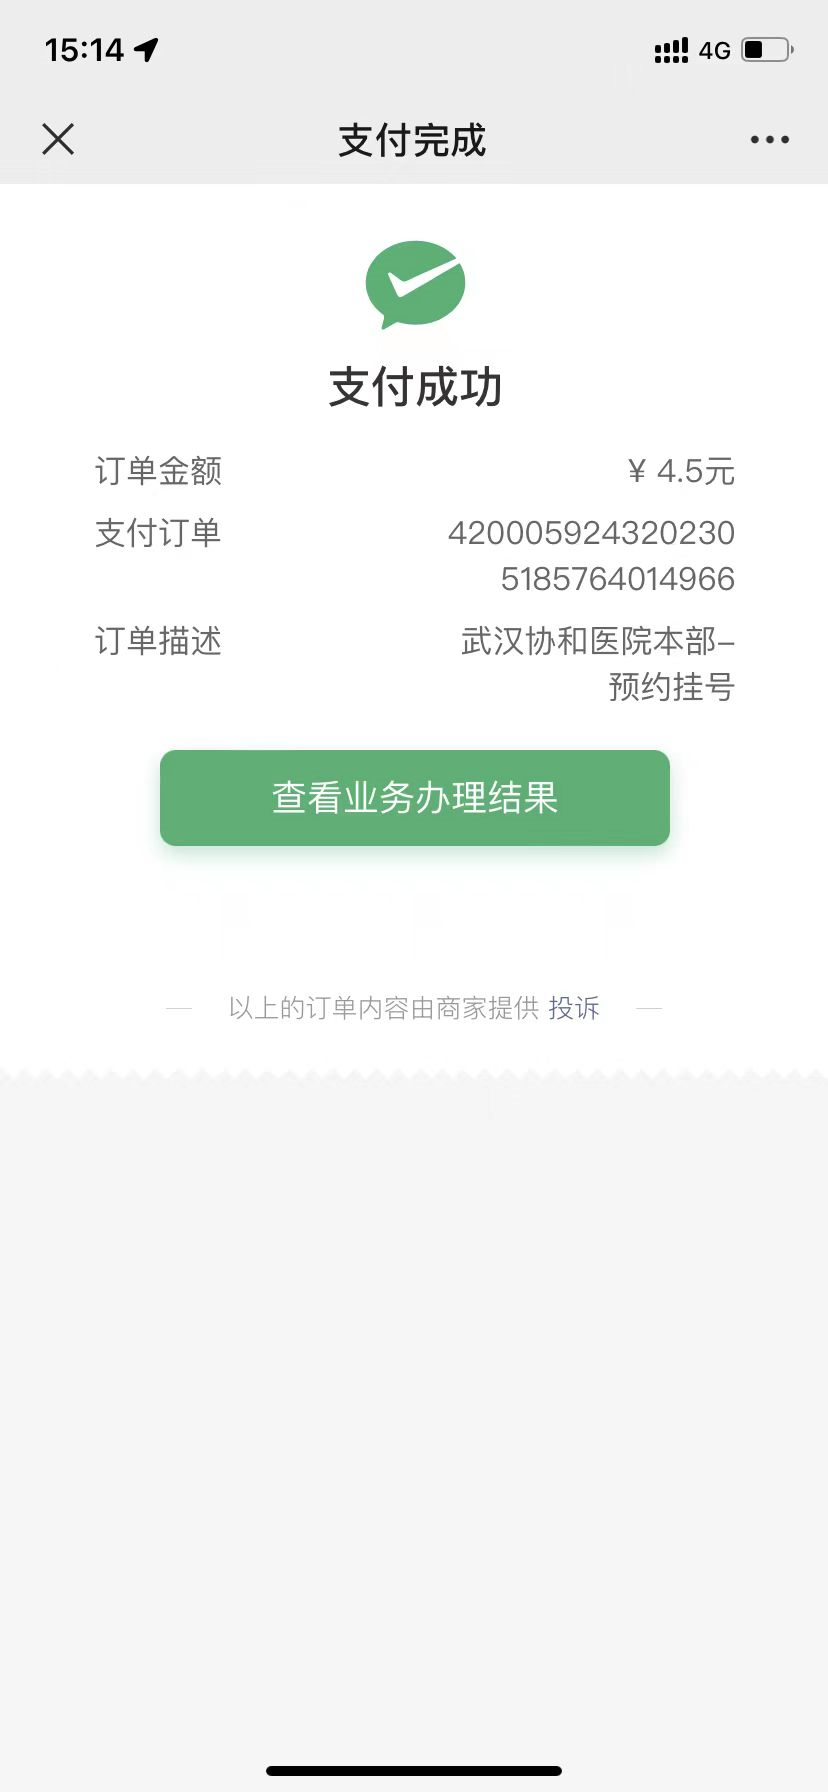 15:14 4G
支付完成
支付成功
订单金额 ¥ 4.5元
支付订单 420005924320230
5185764014966
订单描述 武汉协和医院本部-
预约挂号
查看业务办理结果
以上的订单内容由商家提供 投诉